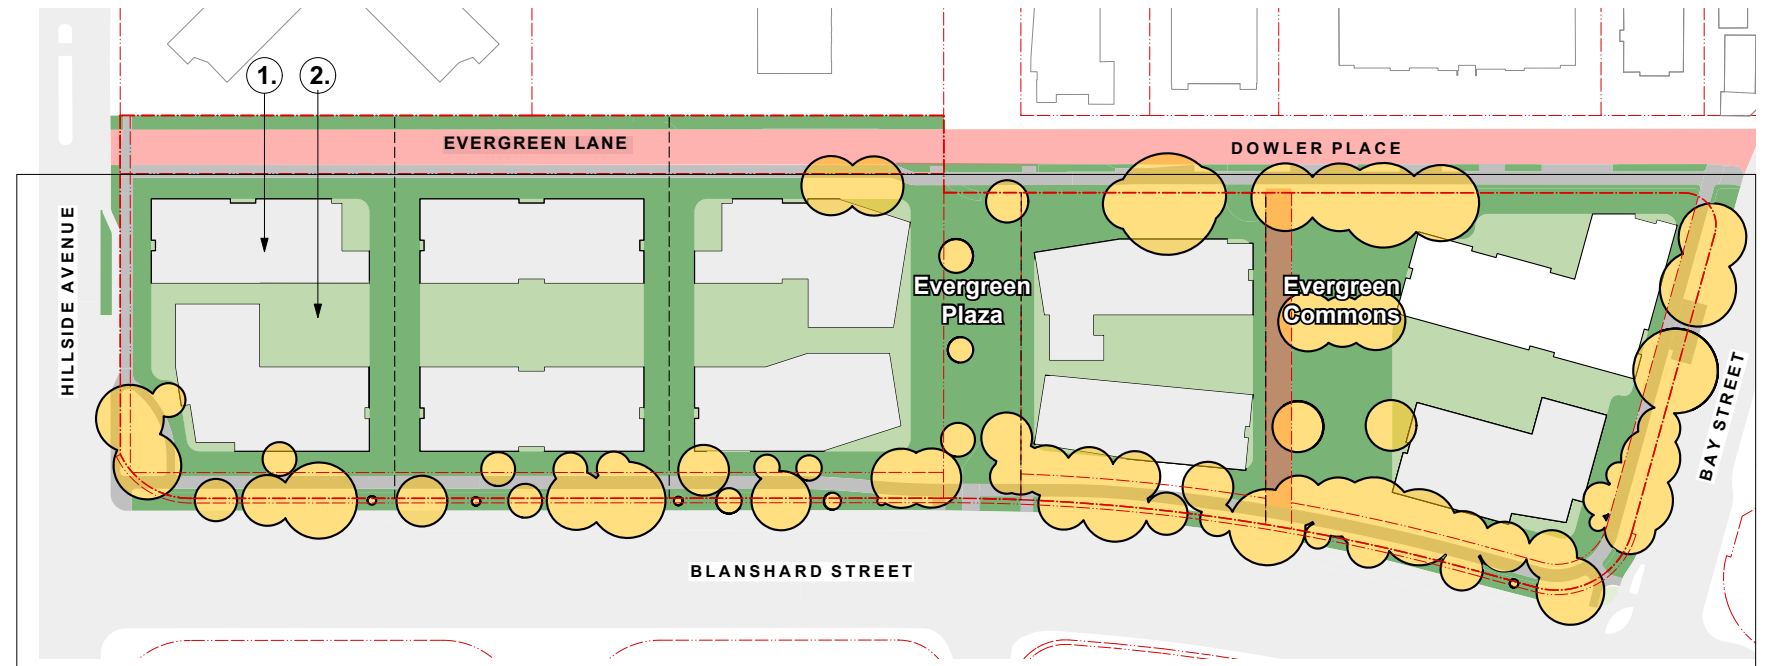 1. 2.
EVERGREEN LANE
DOWLER PLACE
HILLSIDE AVENUE
Evergreen
Plaza
Evergreen
Commons
BAY STREET
BLANSHARD STREET